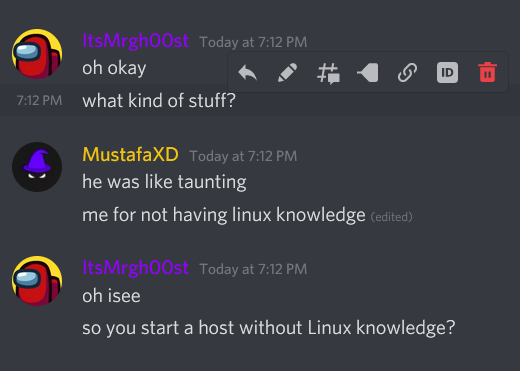 ItsMrgh00st Today at 7:12 PM
oh okay
7:12 PM what kind of stuff?
ID
MustafaXD Today at 7:12 PM
he was like taunting
me for not having linux knowledge (edited)
ItsMrgh00st Today at 7:12 PM
oh isee
so you start a host without Linux knowledge?